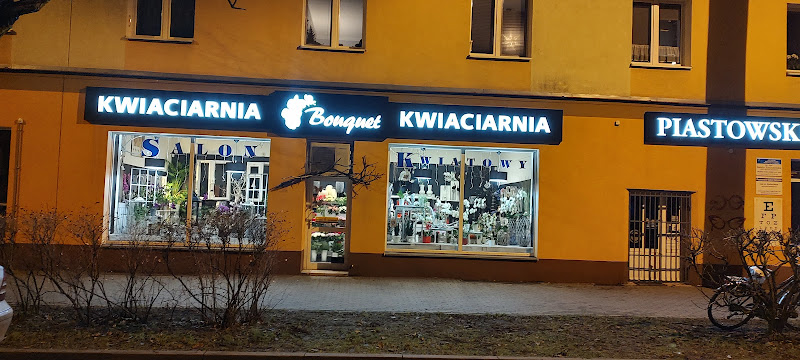 KWIACIARNIA Bouquet KWIACIARNIA
PIASTOWSK
SALON KWIATOWY
E
F P
T O Z